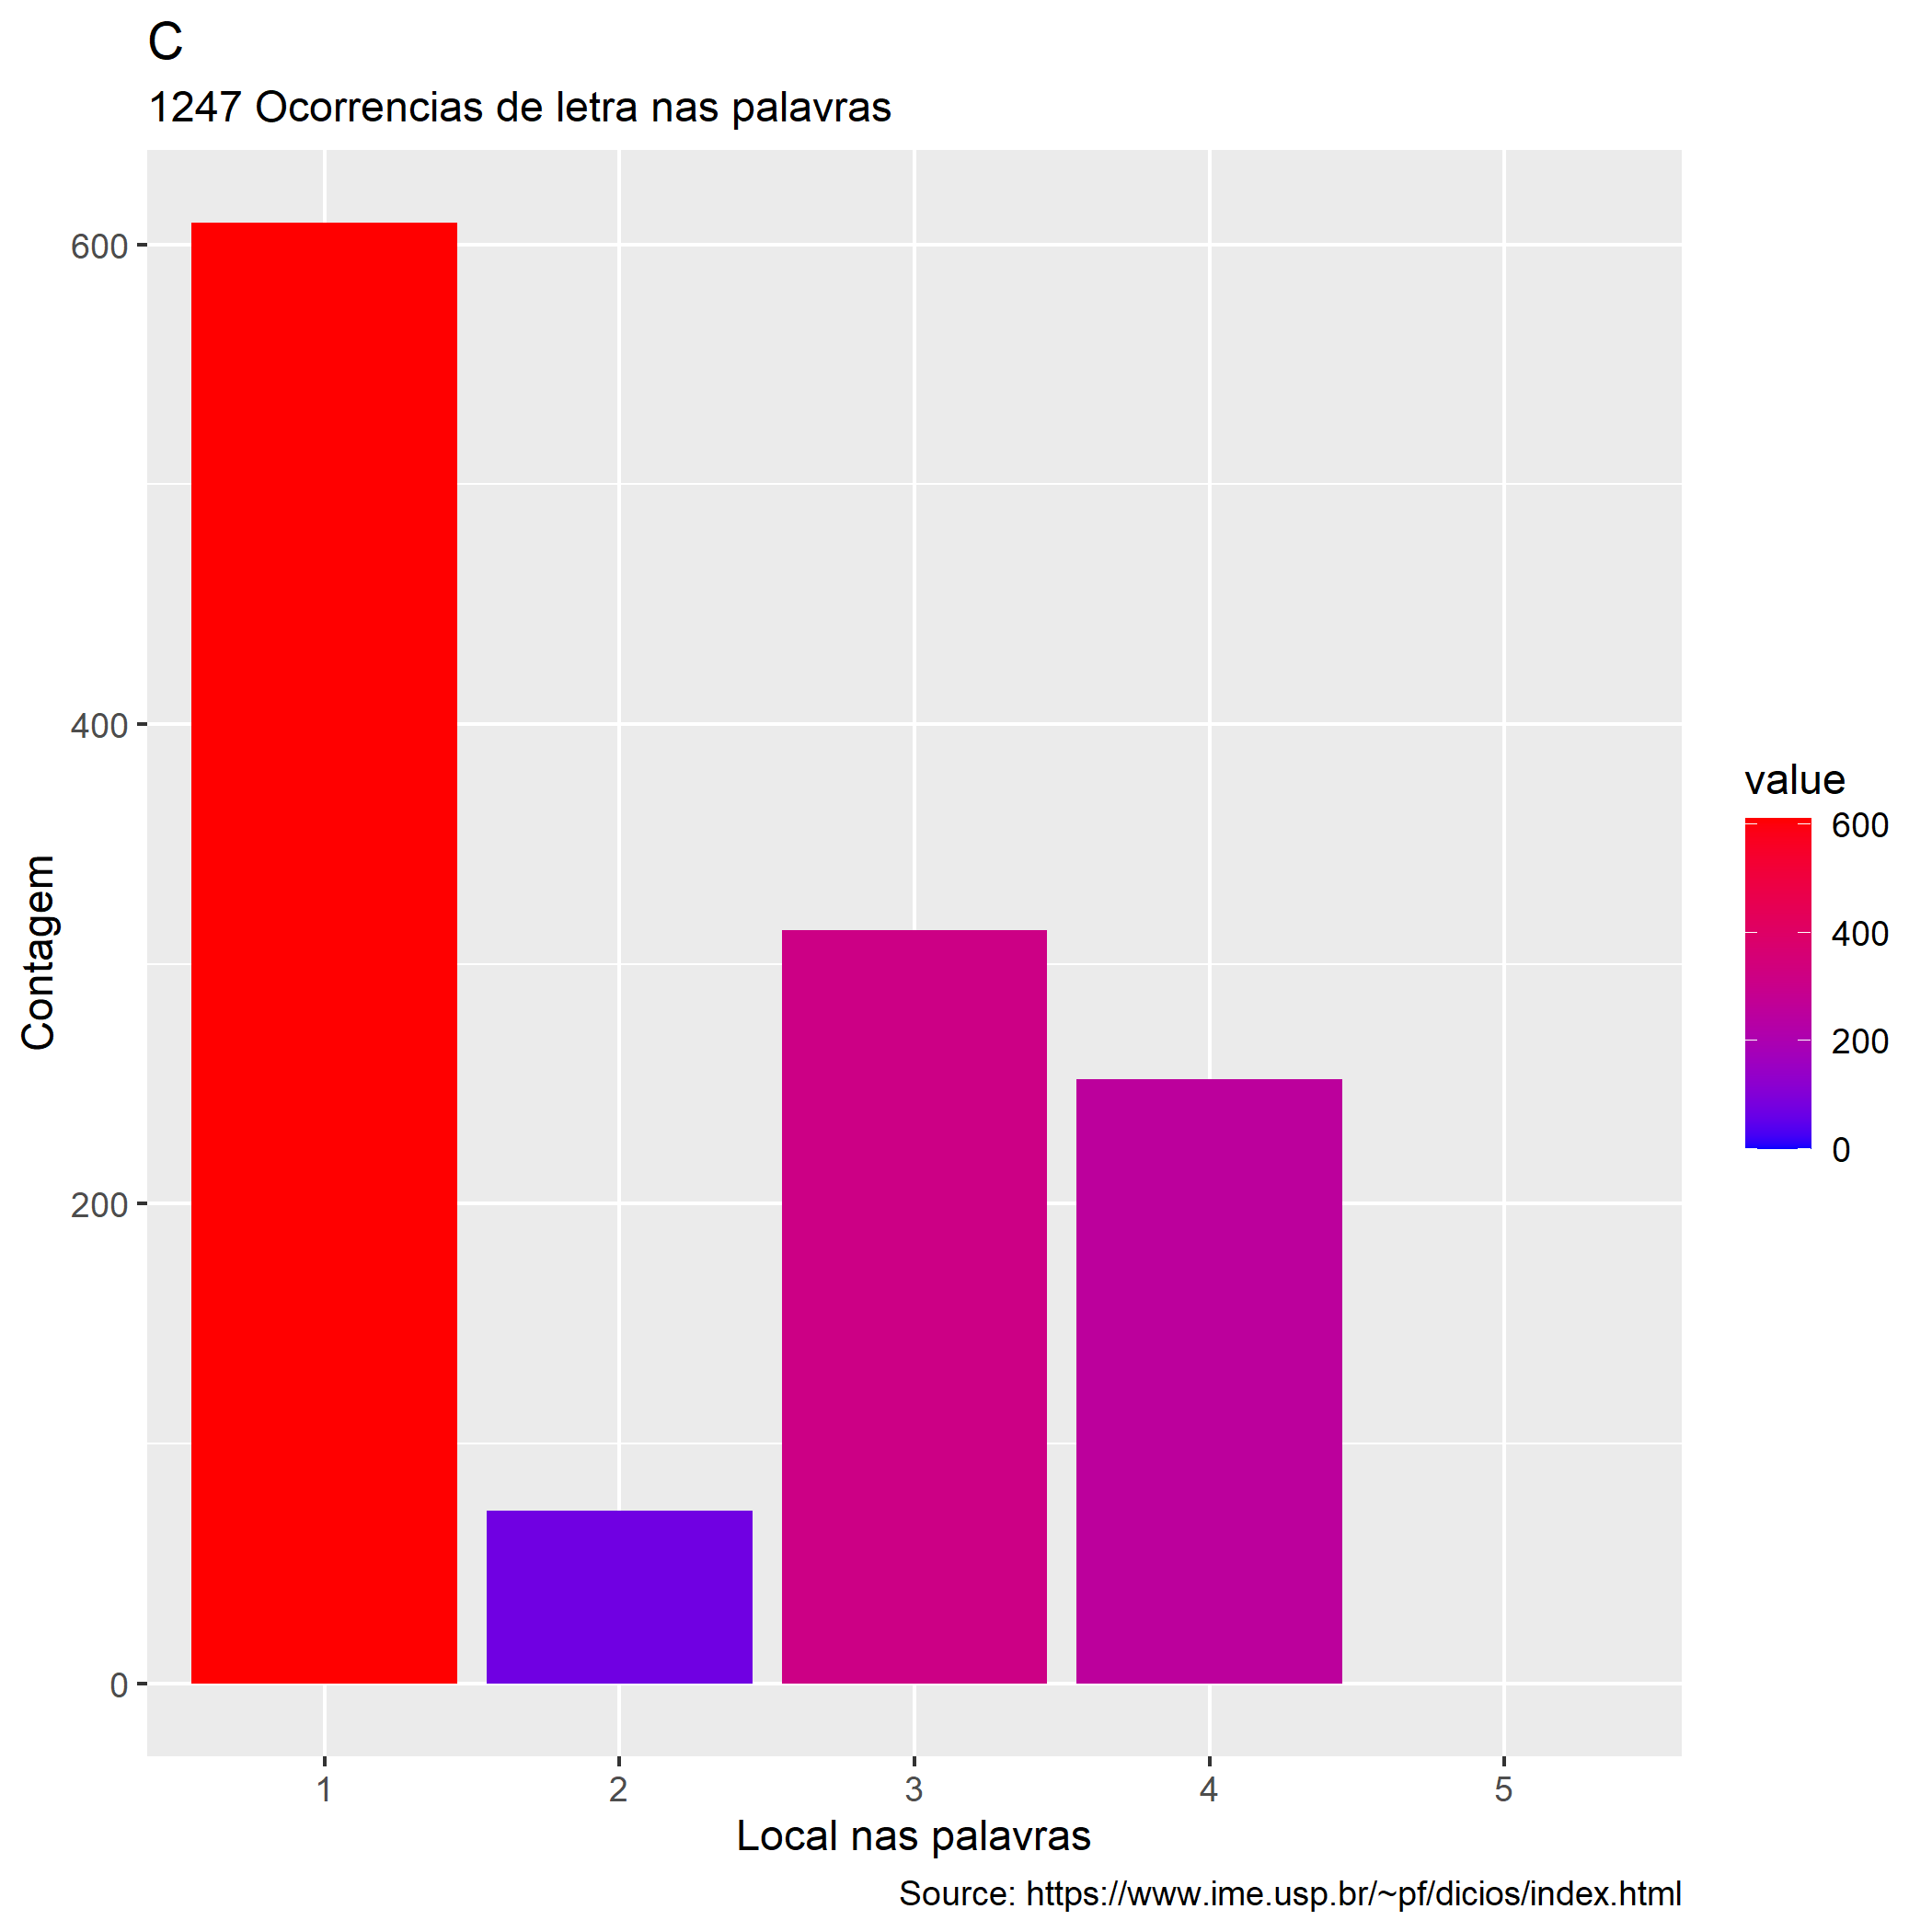 C
1247 Ocorrencias de letra nas palavras
Contagem
600
400
200
0
1 2 3 4 5
Local nas palavras
value
600
400
200
0
Source: https://www.ime.usp.br/~pf/dicios/index.html